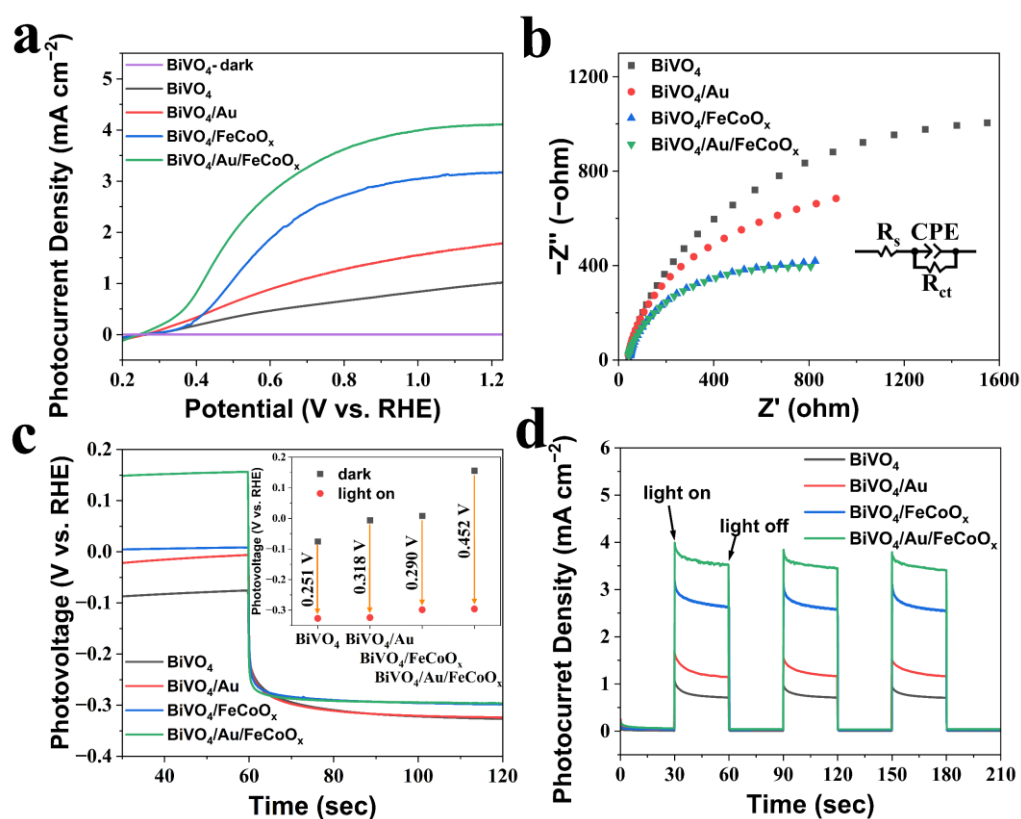 a
BiVO₄- dark
BiVO₄
BiVO₄/Au
BiVO₄/FeCoOₓ
BiVO₄/Au/FeCoOₓ
Photocurrent Density (mA cm⁻²)
5
4
3
2
1
0
0.2 0.4 0.6 0.8 1.0 1.2
Potential (V vs. RHE)
b
BiVO₄
BiVO₄/Au
BiVO₄/FeCoOₓ
BiVO₄/Au/FeCoOₓ
−Z'' (−ohm)
1200
800
400
0
Rₛ CPE
R_ct
0 400 800 1200 1600
Z' (ohm)
c
Photovoltage (V vs. RHE)
0.2
0.1
0.0
−0.1
−0.2
−0.3
−0.4
BiVO₄
BiVO₄/Au
BiVO₄/FeCoOₓ
BiVO₄/Au/FeCoOₓ
40 60 80 100 120
Time (sec)
Photovoltage (V vs. RHE)
0.1
0.0
−0.1
−0.2
−0.3
dark
light on
0.251 V
0.318 V
0.290 V
0.452 V
BiVO₄ BiVO₄/Au
BiVO₄/FeCoOₓ
BiVO₄/Au/FeCoOₓ
d
Photocurret Density (mA cm⁻²)
6
5
4
3
2
1
0
BiVO₄
BiVO₄/Au
BiVO₄/FeCoOₓ
BiVO₄/Au/FeCoOₓ
light on
light off
0 30 60 90 120 150 180 210
Time (sec)